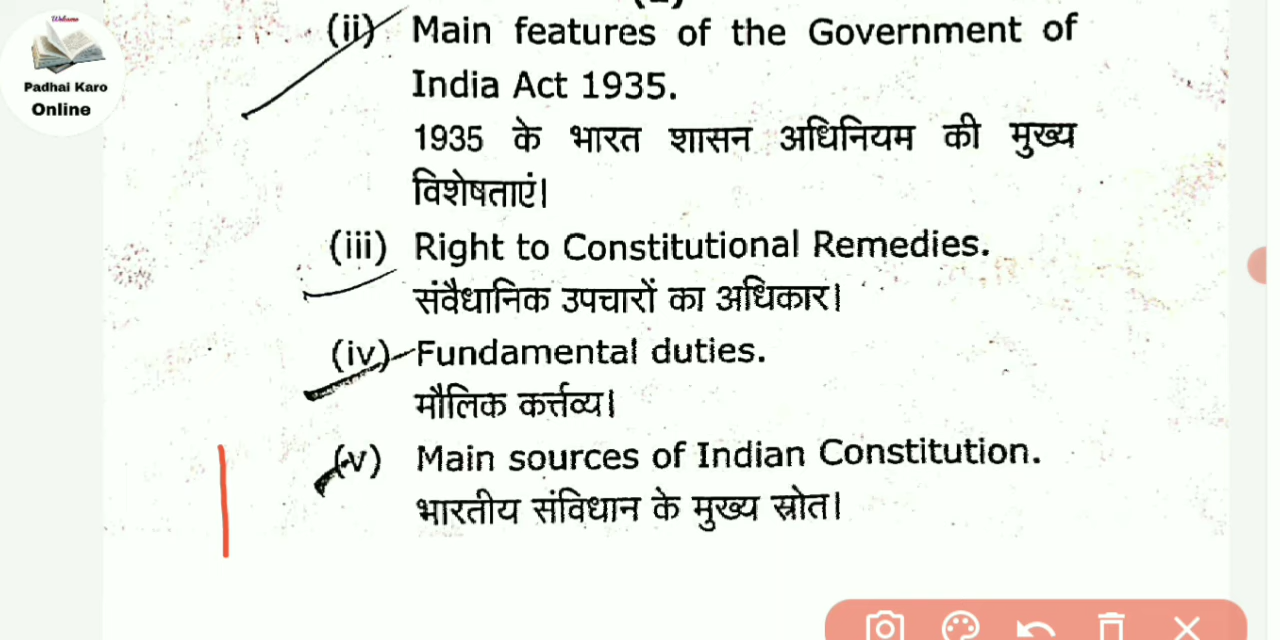 Welcome
Padhai Karo
Online
(ii) Main features of the Government of
India Act 1935.
1935 के भारत शासन अधिनियम की मुख्य
विशेषताएं।
(iii) Right to Constitutional Remedies.
संवैधानिक उपचारों का अधिकार।
(iv) Fundamental duties.
मौलिक कर्त्तव्य।
(v) Main sources of Indian Constitution.
भारतीय संविधान के मुख्य स्रोत।